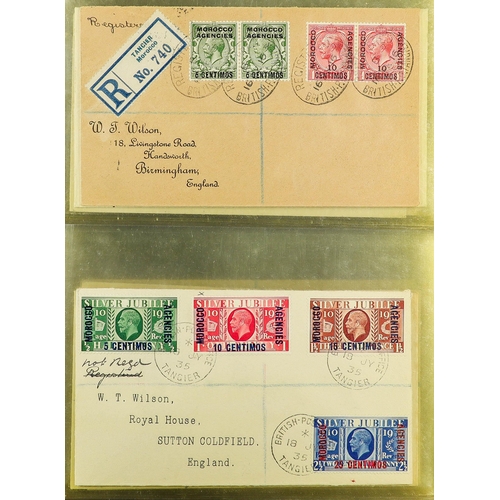 Registered
TANGIER
Morocco
R
No. 740
MOROCCO AGENCIES
5 CENTIMOS
MOROCCO AGENCIES
5 CENTIMOS
MOROCCO AGENCIES
10 CENTIMOS
MOROCCO AGENCIES
10 CENTIMOS
W. T. Wilson,
18, Livingstone Road,
Handsworth,
Birmingham,
England.
SILVER JUBILEE
MOROCCO AGENCIES
5 CENTIMOS
SILVER JUBILEE
MOROCCO AGENCIES
10 CENTIMOS
SILVER JUBILEE
MOROCCO AGENCIES
15 CENTIMOS
not Regd
Registered
TANGIER
W. T. Wilson,
Royal House,
SUTTON COLDFIELD.
England.
BRITISH-PO
18
35
TANGIER
SILVER JUBILEE
MOROCCO AGENCIES
25 CENTIMOS